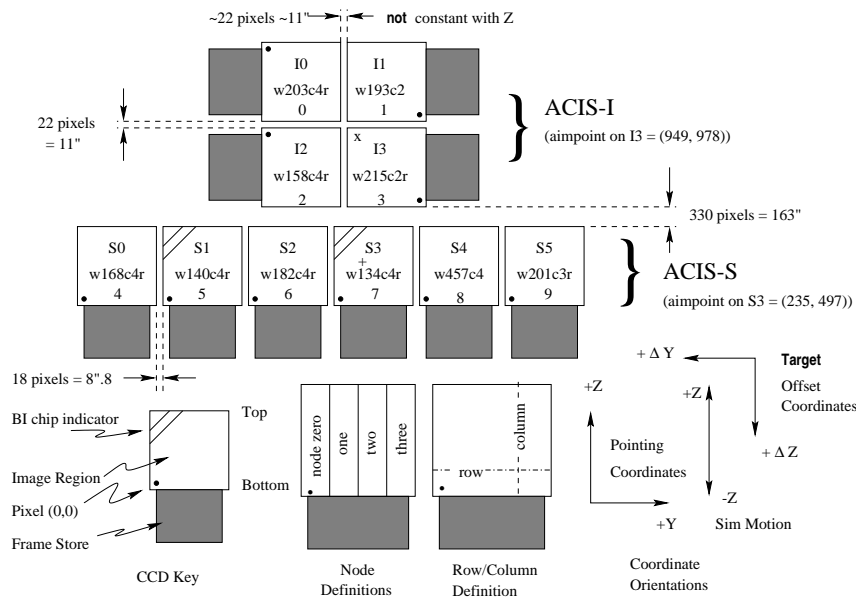 ~22 pixels ~11" not constant with Z
I0
w203c4r
0
I1
w193c2
1
22 pixels
= 11"
I2
w158c4r
2
x
I3
w215c2r
3
ACIS-I
(aimpoint on I3 = (949, 978))
330 pixels = 163"
S0
w168c4r
4
S1
w140c4r
5
S2
w182c4r
6
S3
+
w134c4r
7
S4
w457c4
8
S5
w201c3r
9
ACIS-S
(aimpoint on S3 = (235, 497))
18 pixels = 8".8
BI chip indicator
Image Region
Pixel (0,0)
Frame Store
Top
Bottom
CCD Key
node zero
one
two
three
Node
Definitions
column
row
Row/Column
Definition
+ Δ Y
Target
Offset
Coordinates
+ Δ Z
+Z
Pointing
Coordinates
+Y
+Z
-Z
Sim Motion
Coordinate
Orientations